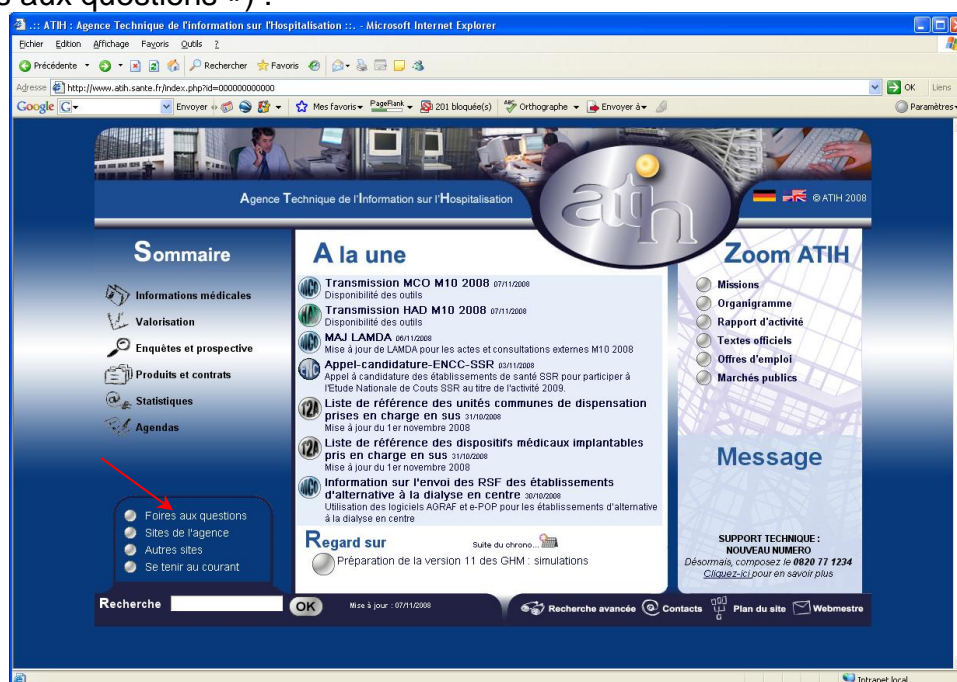 s aux questions ») :
.:: ATIH : Agence Technique de l'information sur l'Hospitalisation ::. - Microsoft Internet Explorer
Fichier Edition Affichage Favoris Outils ?
Précédente Rechercher Favoris
Adresse http://www.atih.sante.fr/index.php?id=000000000000 OK Liens
Google G Envoyer Mes favoris PageRank 201 bloquée(s) Orthographe Envoyer à Paramètres
atih
Agence Technique de l'Information sur l'Hospitalisation
© ATIH 2008
Sommaire
Informations médicales
Valorisation
Enquêtes et prospective
Produits et contrats
Statistiques
Agendas
Foires aux questions
Sites de l'agence
Autres sites
Se tenir au courant
A la une
MCO Transmission MCO M10 2008 07/11/2008
Disponibilité des outils
HAD Transmission HAD M10 2008 07/11/2008
Disponibilité des outils
MCO MAJ LAMDA 06/11/2008
Mise à jour de LAMDA pour les actes et consultations externes M10 2008
Appel-candidature-ENCC-SSR 03/11/2008
Appel à candidature des établissements de santé SSR pour participer à
l'Etude Nationale de Couts SSR au titre de l'activité 2009.
T2A Liste de référence des unités communes de dispensation
prises en charge en sus 31/10/2008
Mise à jour du 1er novembre 2008
T2A Liste de référence des dispositifs médicaux implantables
pris en charge en sus 31/10/2008
Mise à jour du 1er novembre 2008
MCO Information sur l'envoi des RSF des établissements
d'alternative à la dialyse en centre 30/10/2008
Utilisation des logiciels AGRAF et e-POP pour les établissements d'alternative
à la dialyse en centre
Regard sur Suite du chrono...
Préparation de la version 11 des GHM : simulations
Zoom ATIH
Missions
Organigramme
Rapport d'activité
Textes officiels
Offres d'emploi
Marchés publics
Message
SUPPORT TECHNIQUE :
NOUVEAU NUMERO
Désormais, composez le 0820 77 1234
Cliquez-ici pour en savoir plus
Recherche OK Mise à jour : 07/11/2008 Recherche avancée Contacts Plan du site Webmestre
Intranet local